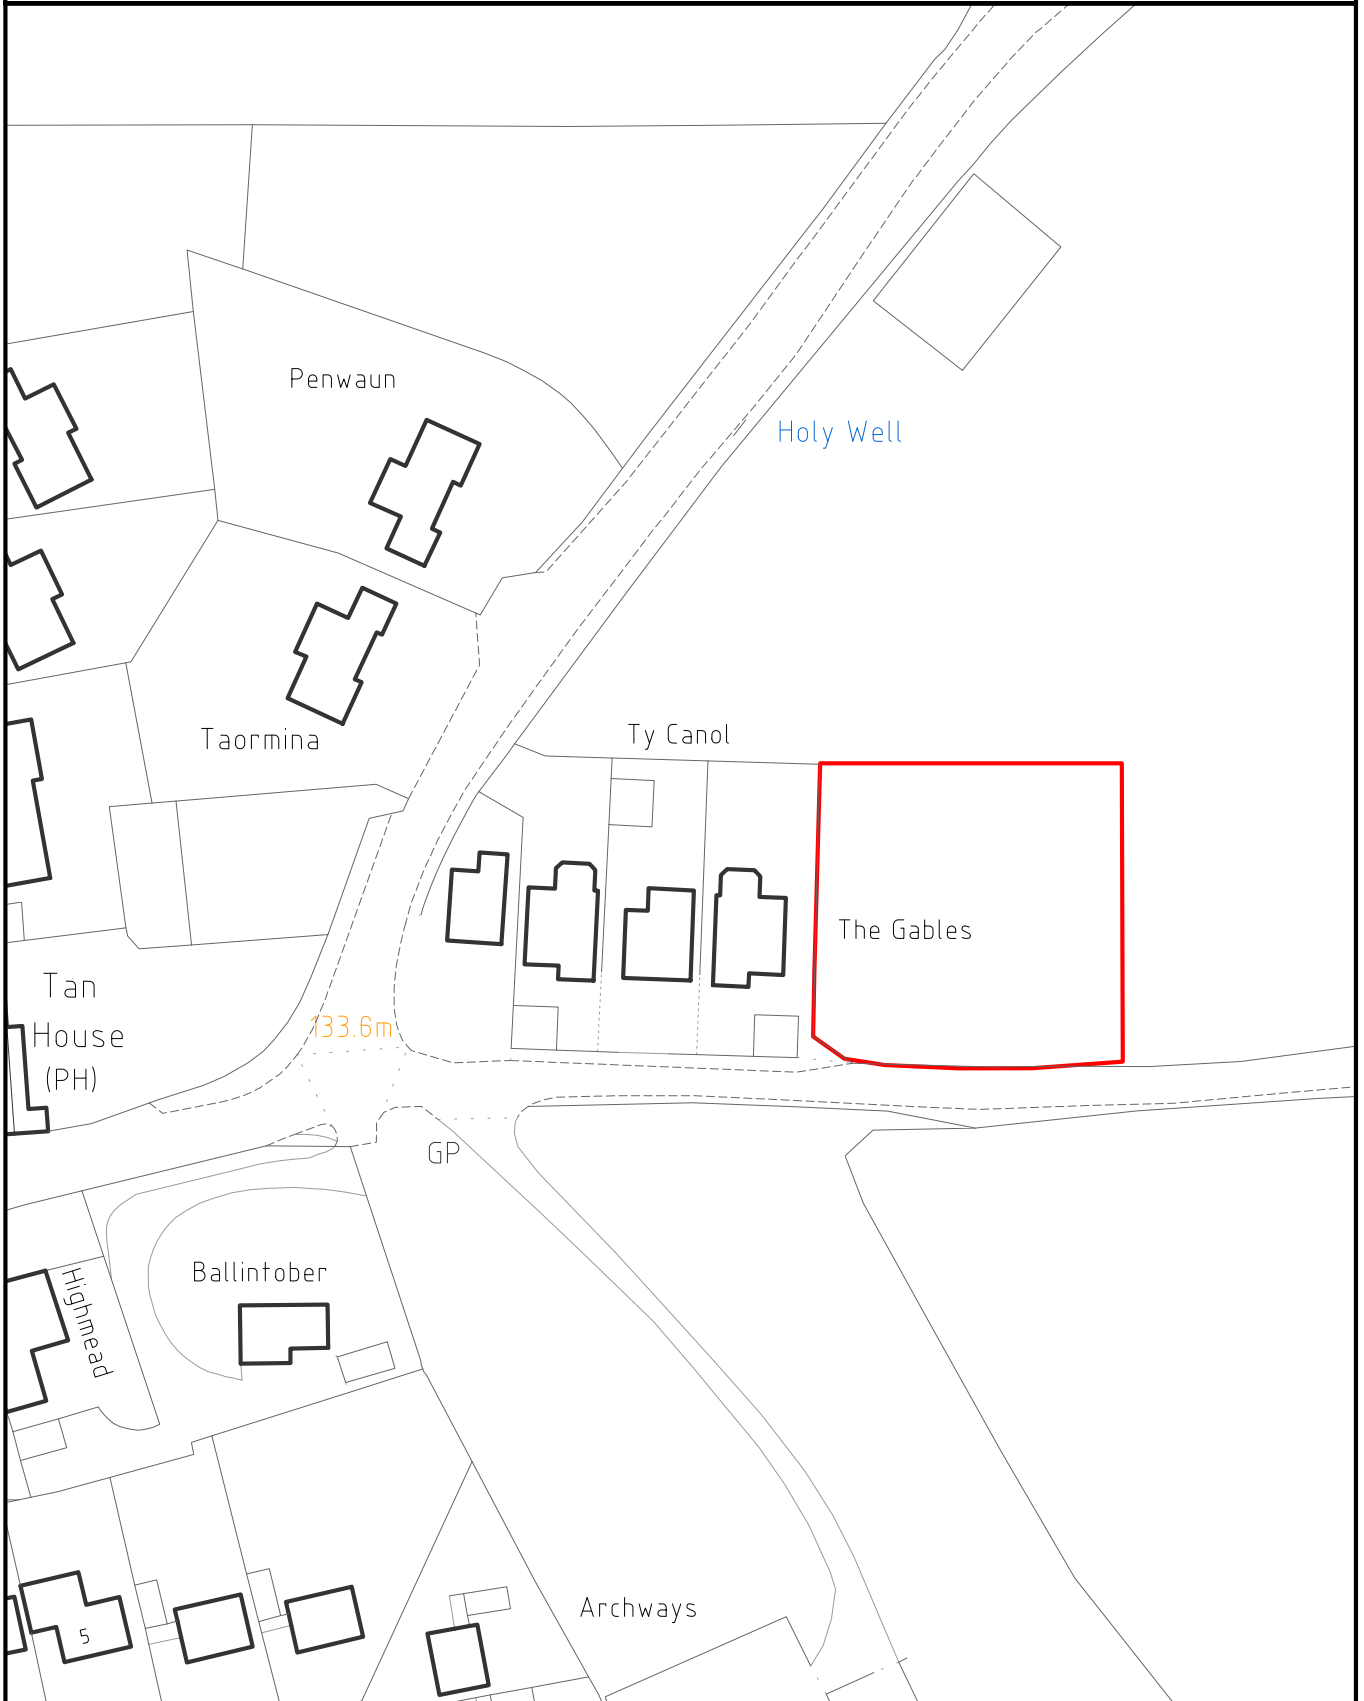 Penwaun
Holy Well
Taormina
Ty Canol
The Gables
Tan
House
(PH)
133.6m
GP
Ballintober
Highmead
Archways
5